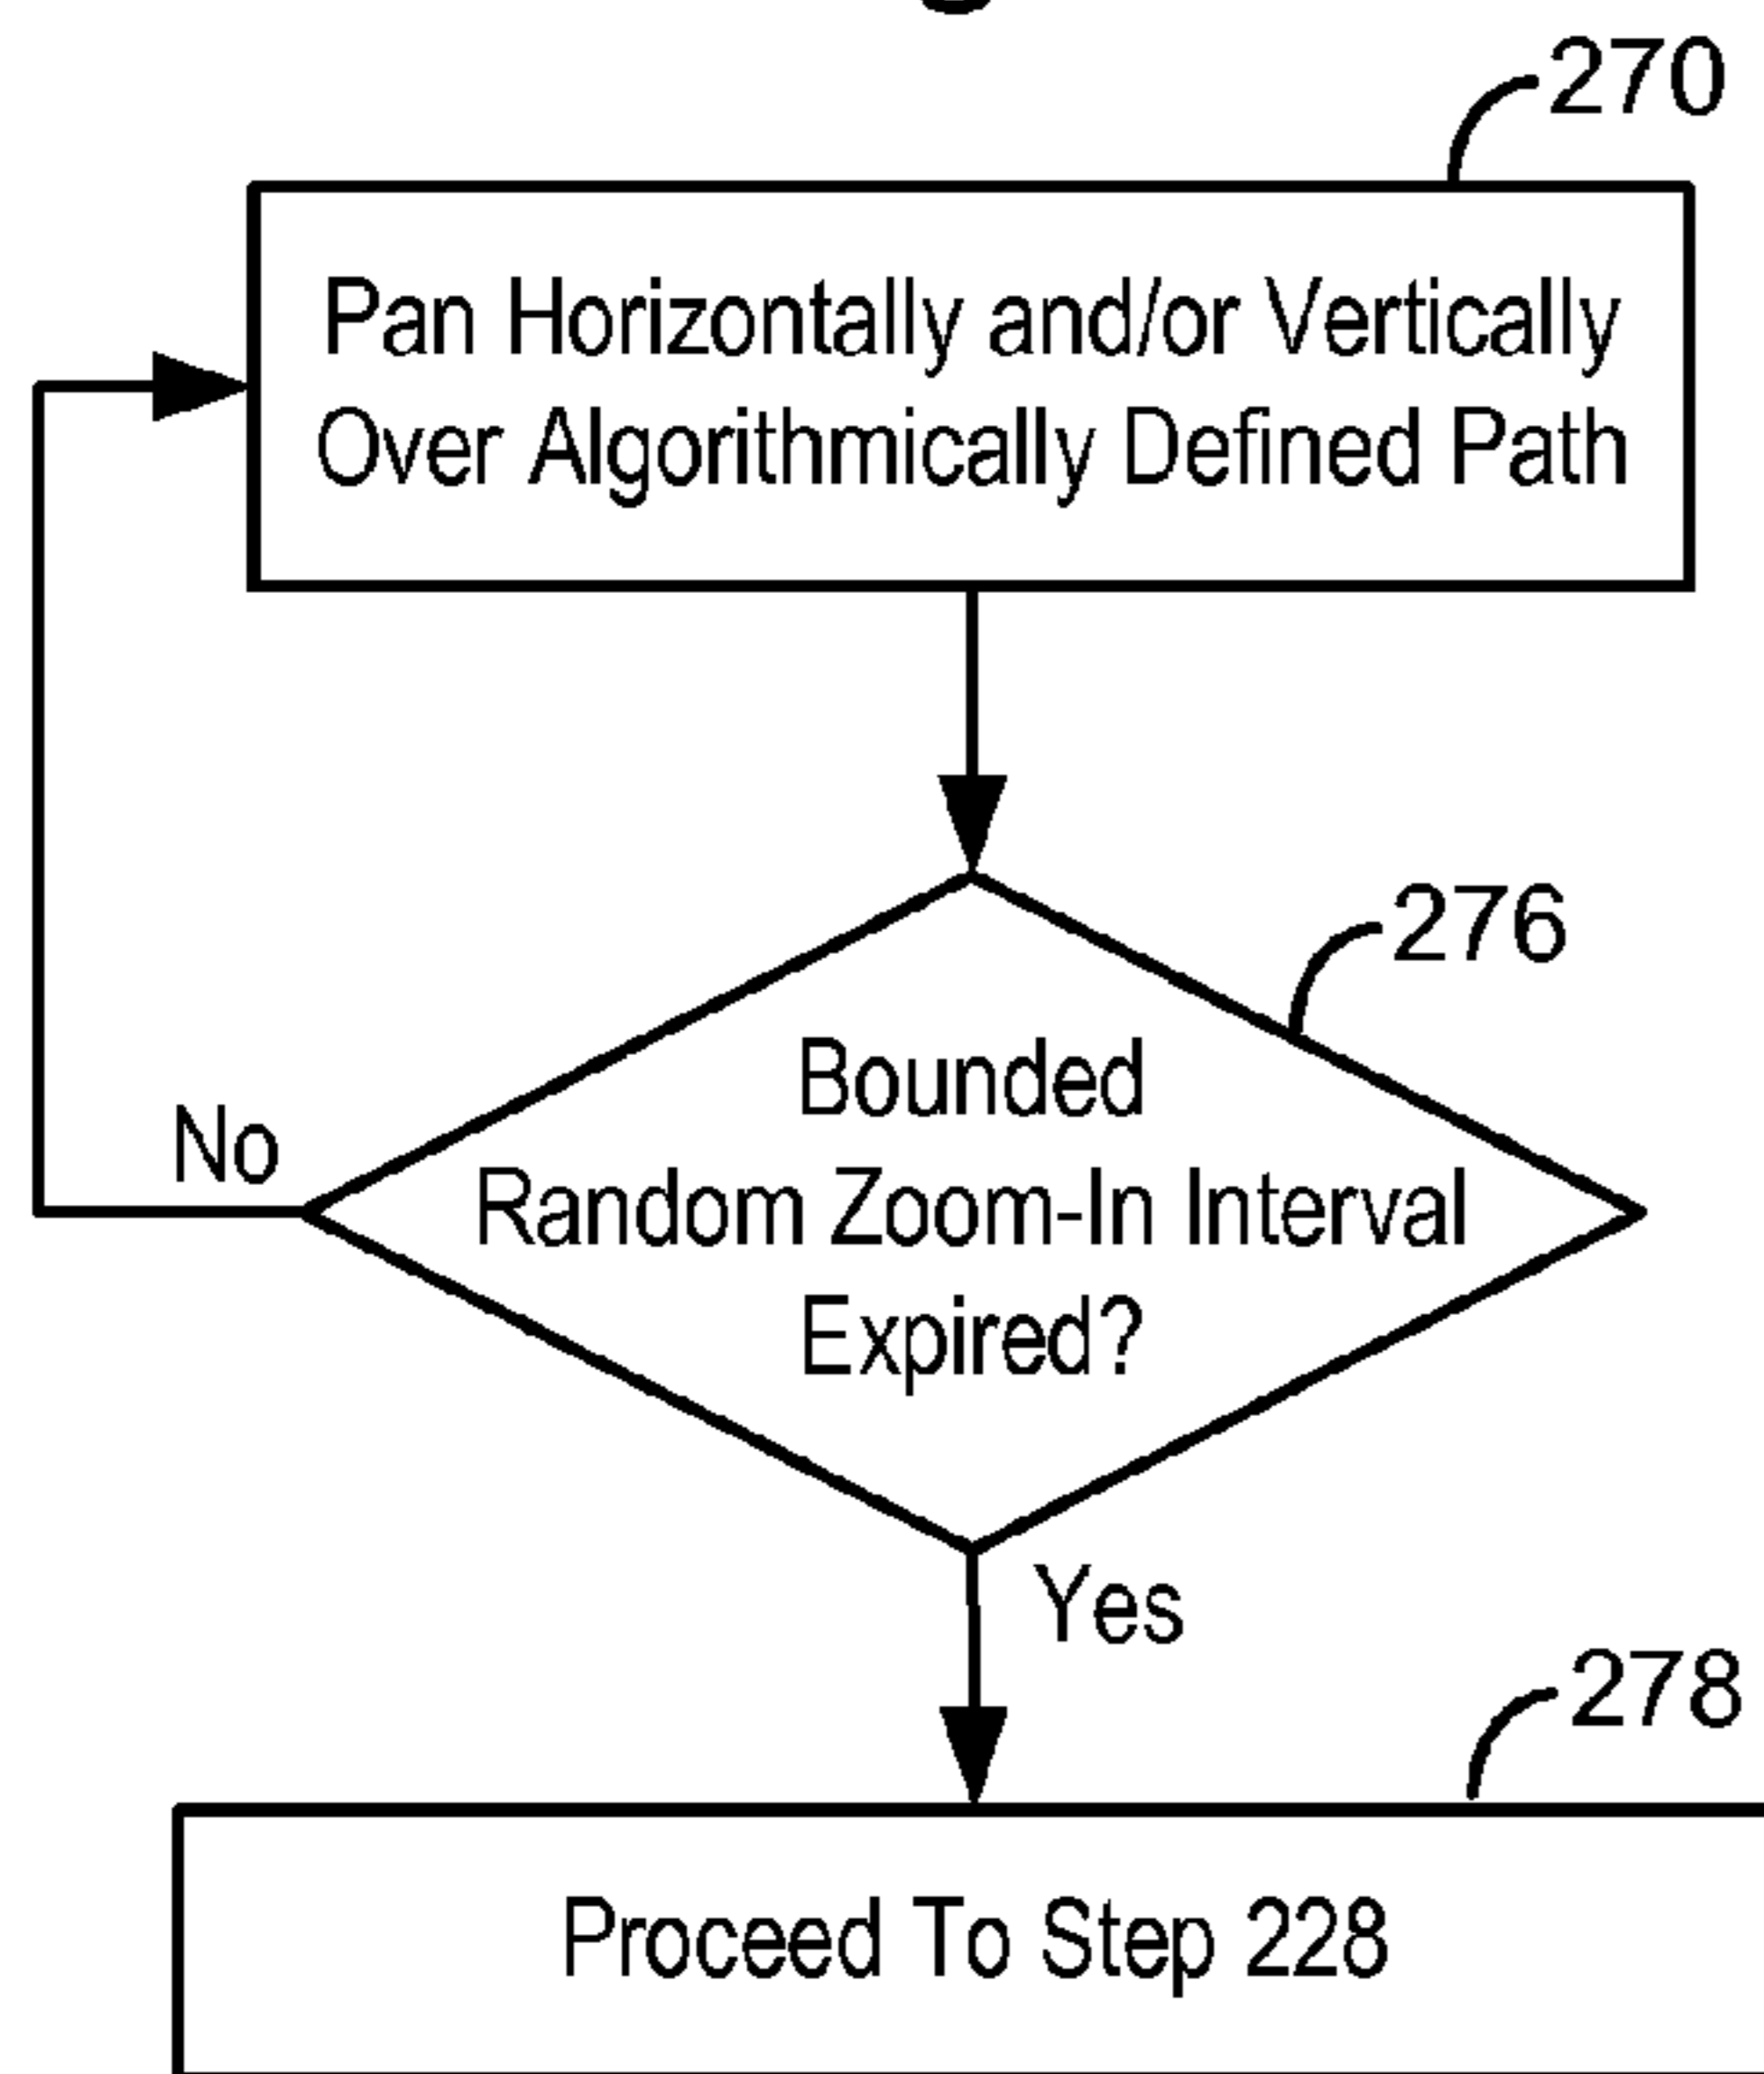 270
Pan Horizontally and/or Vertically
Over Algorithmically Defined Path
276
Bounded
Random Zoom-In Interval
Expired?
No
Yes
278
Proceed To Step 228